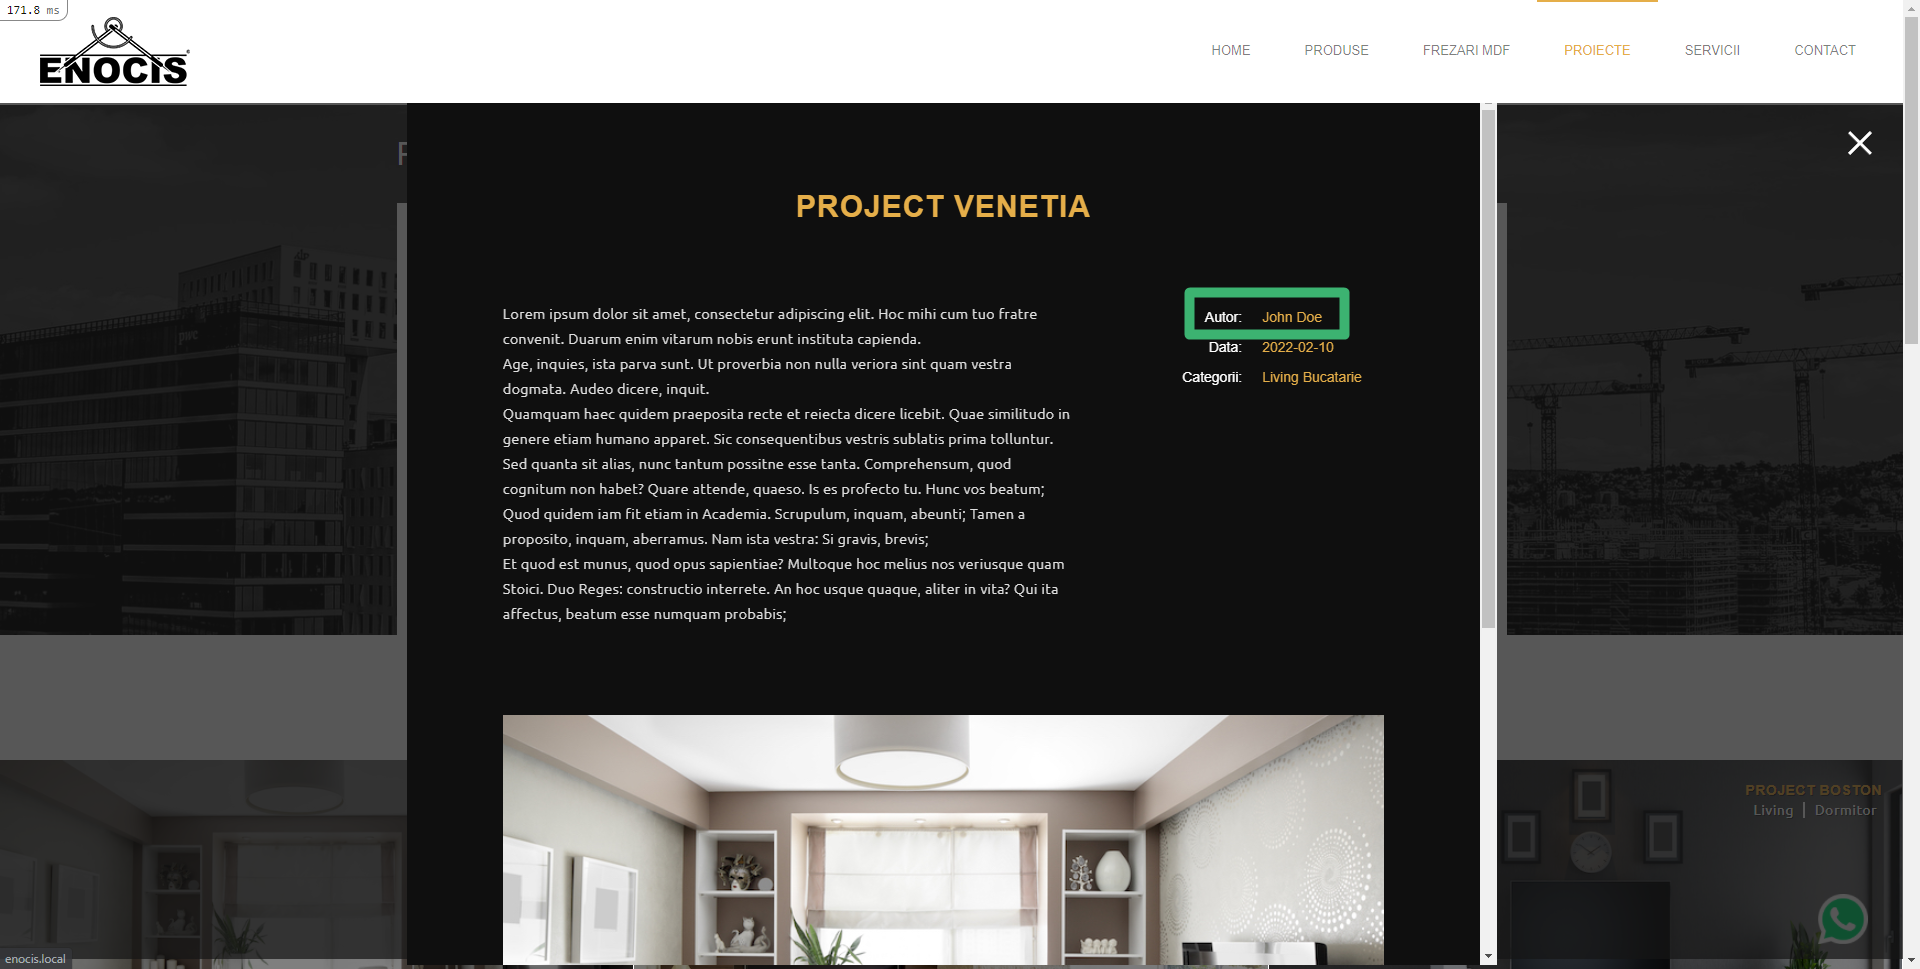 171.8 ms
ENOCIS
HOME
PRODUSE
FREZARI MDF
PROIECTE
SERVICII
CONTACT
PROJECT VENETIA
Lorem ipsum dolor sit amet, consectetur adipiscing elit. Hoc mihi cum tuo fratre
convenit. Duarum enim vitarum nobis erunt instituta capienda.
Age, inquies, ista parva sunt. Ut proverbia non nulla veriora sint quam vestra
dogmata. Audeo dicere, inquit.
Quamquam haec quidem praeposita recte et reiecta dicere licebit. Quae similitudo in
genere etiam humano apparet. Sic consequentibus vestris sublatis prima tolluntur.
Sed quanta sit alias, nunc tantum possitne esse tanta. Comprehensum, quod
cognitum non habet? Quare attende, quaeso. Is es profecto tu. Hunc vos beatum;
Quod quidem iam fit etiam in Academia. Scrupulum, inquam, abeunti; Tamen a
proposito, inquam, aberramus. Nam ista vestra: Si gravis, brevis;
Et quod est munus, quod opus sapientiae? Multoque hoc melius nos veriusque quam
Stoici. Duo Reges: constructio interrete. An hoc usque quaque, aliter in vita? Qui ita
affectus, beatum esse numquam probabis;
Autor: John Doe
Data: 2022-02-10
Categorii: Living Bucatarie
PROJECT BOSTON
Living | Dormitor
enocis.local